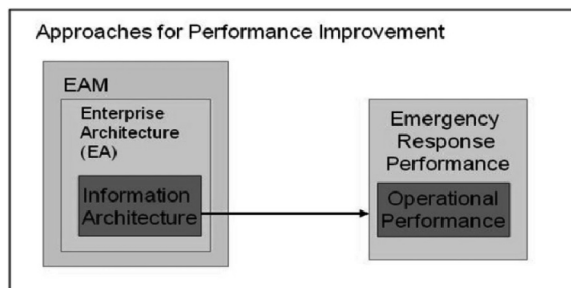 Approaches for Performance Improvement
EAM
Enterprise
Architecture
(EA)
Information
Architecture
Emergency
Response
Performance
Operational
Performance